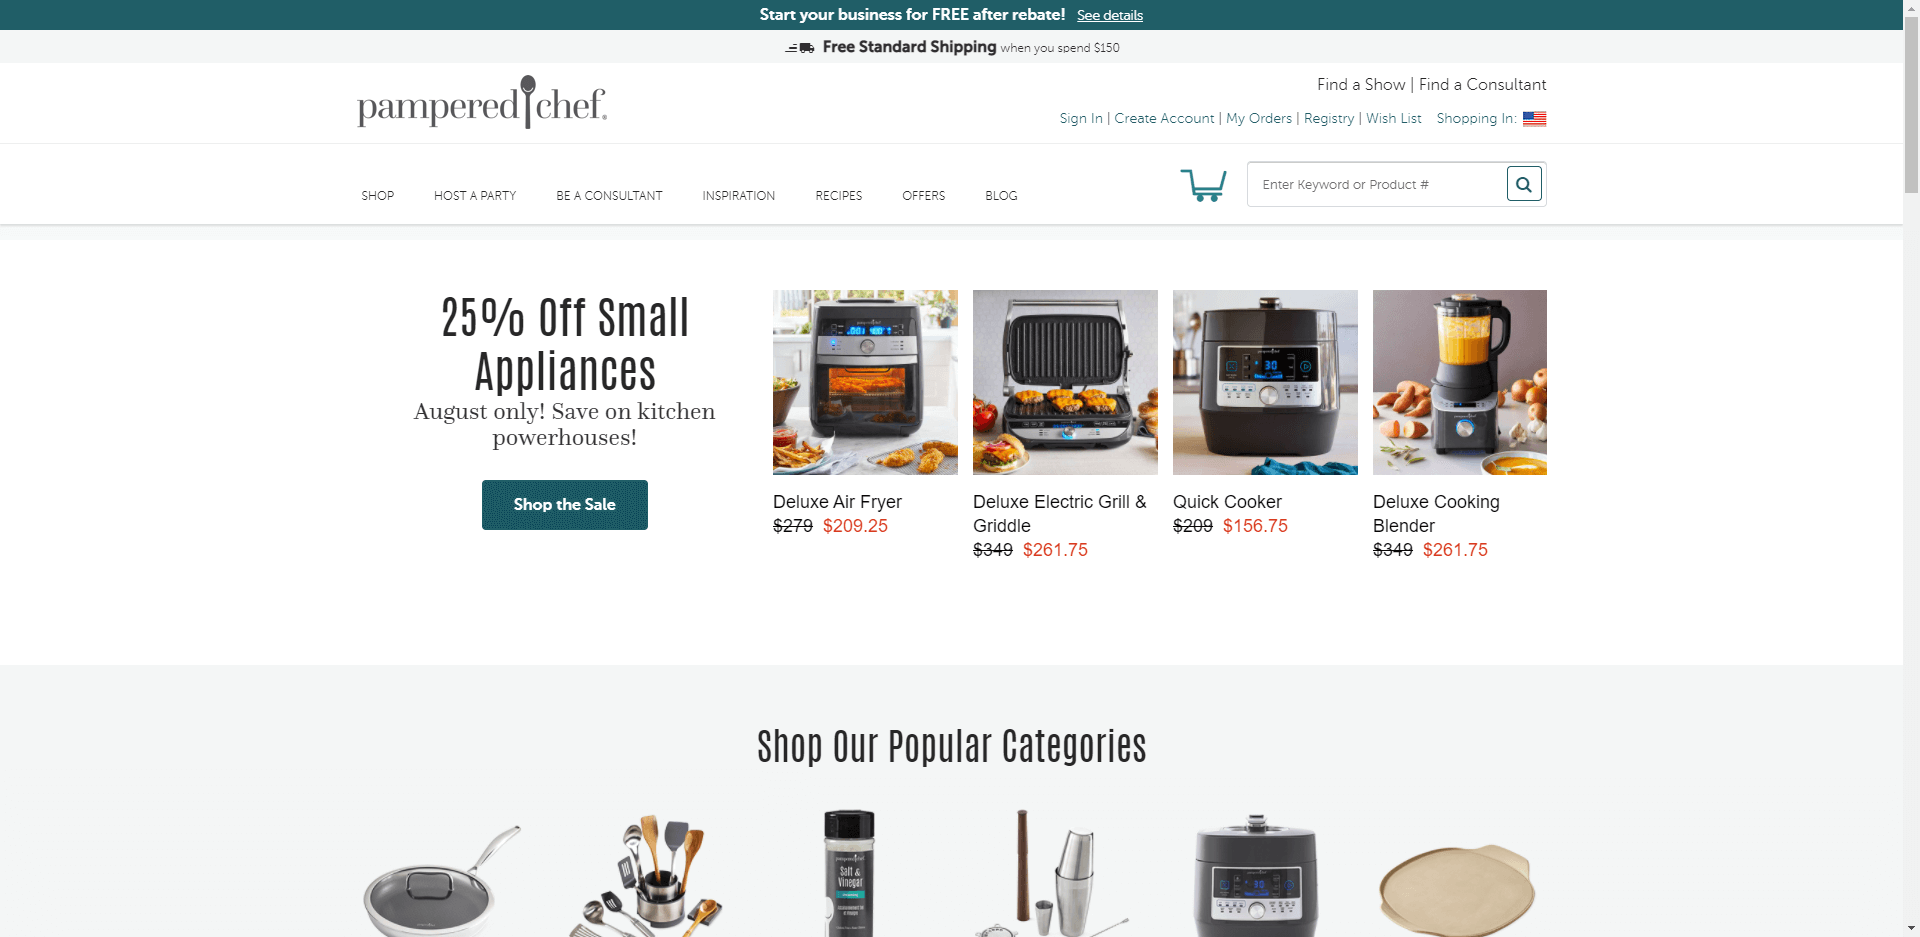 Start your business for FREE after rebate! See details
Free Standard Shipping when you spend $150
pampered chef®
Find a Show | Find a Consultant
Sign In | Create Account | My Orders | Registry | Wish List Shopping In:
SHOP HOST A PARTY BE A CONSULTANT INSPIRATION RECIPES OFFERS BLOG
Enter Keyword or Product #
25% Off Small
Appliances
August only! Save on kitchen
powerhouses!
Shop the Sale
Deluxe Air Fryer
$279 $209.25
Deluxe Electric Grill &
Griddle
$349 $261.75
Quick Cooker
$209 $156.75
Deluxe Cooking
Blender
$349 $261.75
Shop Our Popular Categories
pampered chef
Salt &
Vinegar